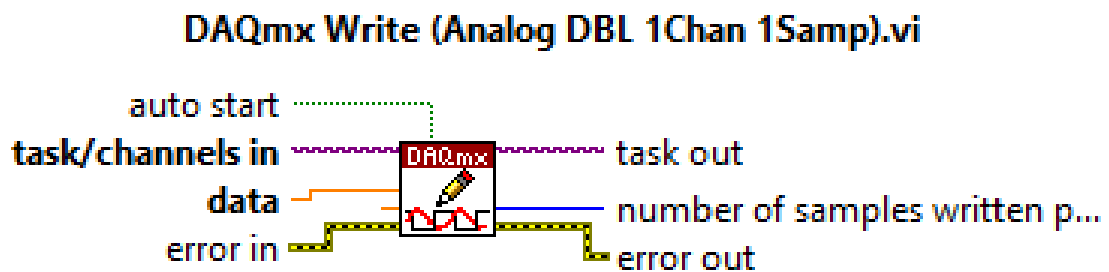 DAQmx Write (Analog DBL 1Chan 1Samp).vi
auto start
task/channels in
data
error in
DAQmx
task out
number of samples written p...
error out